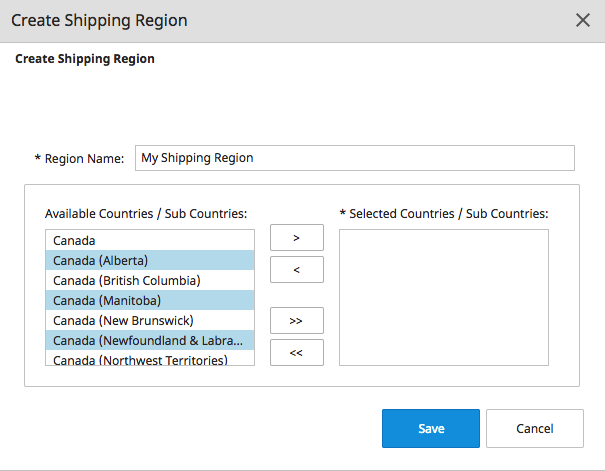 Create Shipping Region
Create Shipping Region
* Region Name: My Shipping Region
Available Countries / Sub Countries:
Canada
Canada (Alberta)
Canada (British Columbia)
Canada (Manitoba)
Canada (New Brunswick)
Canada (Newfoundland & Labra...
Canada (Northwest Territories)
>
<
>>
<<
* Selected Countries / Sub Countries:
Save
Cancel